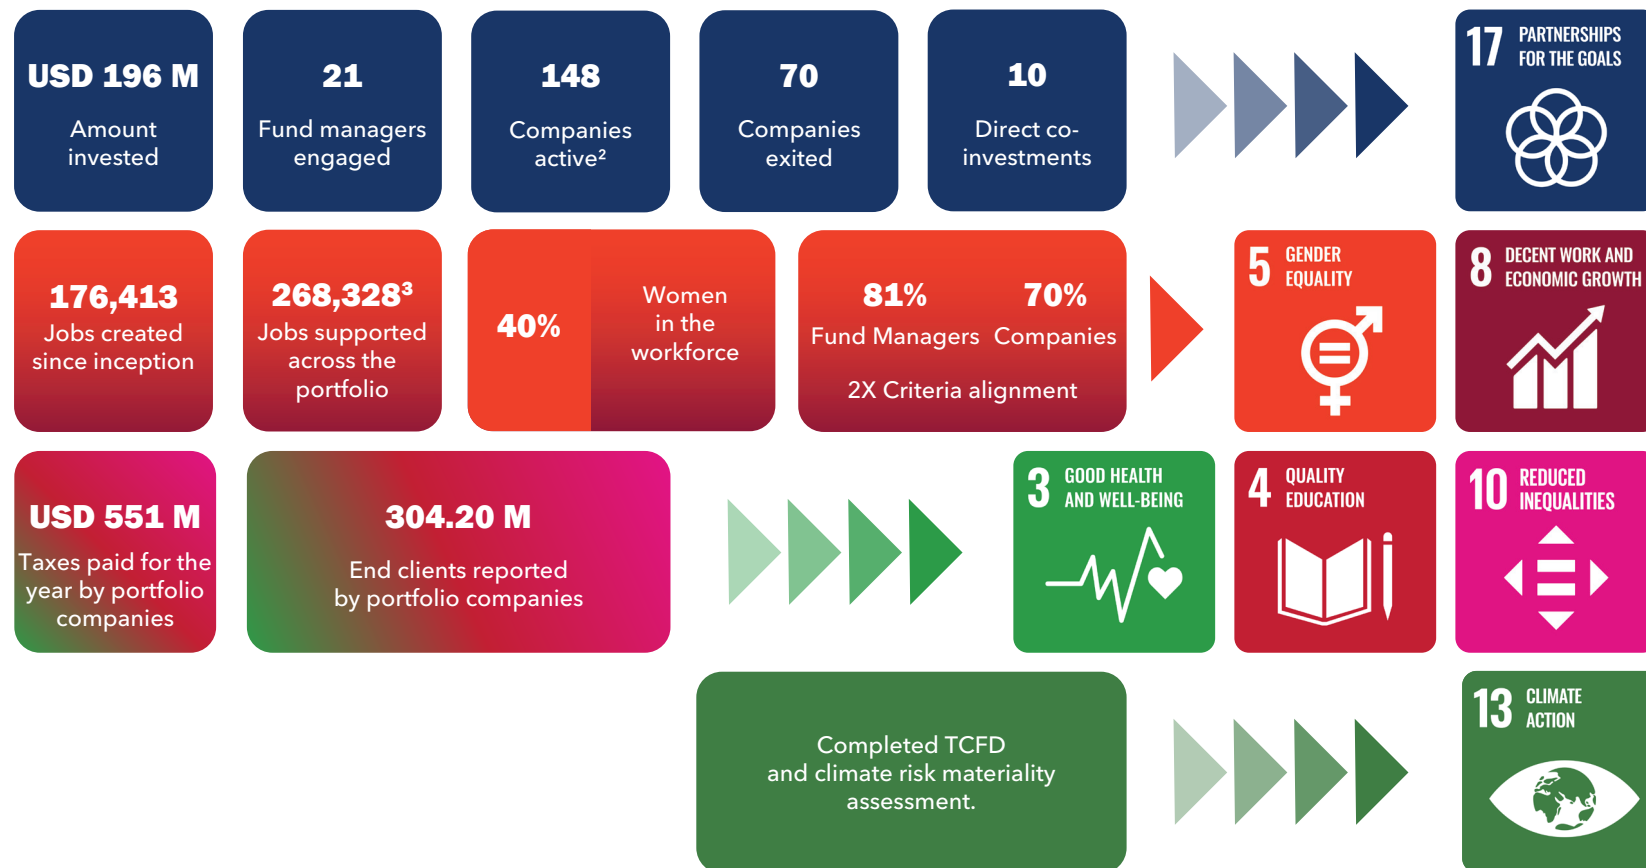 USD 196 M
Amount
invested
21
Fund managers
engaged
148
Companies
active²
70
Companies
exited
10
Direct co-
investments
17 PARTNERSHIPS
FOR THE GOALS
176,413
Jobs created
since inception
268,328³
Jobs supported
across the
portfolio
40%
Women
in the
workforce
81%
Fund Managers
70%
Companies
2X Criteria alignment
5 GENDER
EQUALITY
8 DECENT WORK AND
ECONOMIC GROWTH
USD 551 M
Taxes paid for the
year by portfolio
companies
304.20 M
End clients reported
by portfolio companies
3 GOOD HEALTH
AND WELL-BEING
4 QUALITY
EDUCATION
10 REDUCED
INEQUALITIES
Completed TCFD
and climate risk materiality
assessment.
13 CLIMATE
ACTION